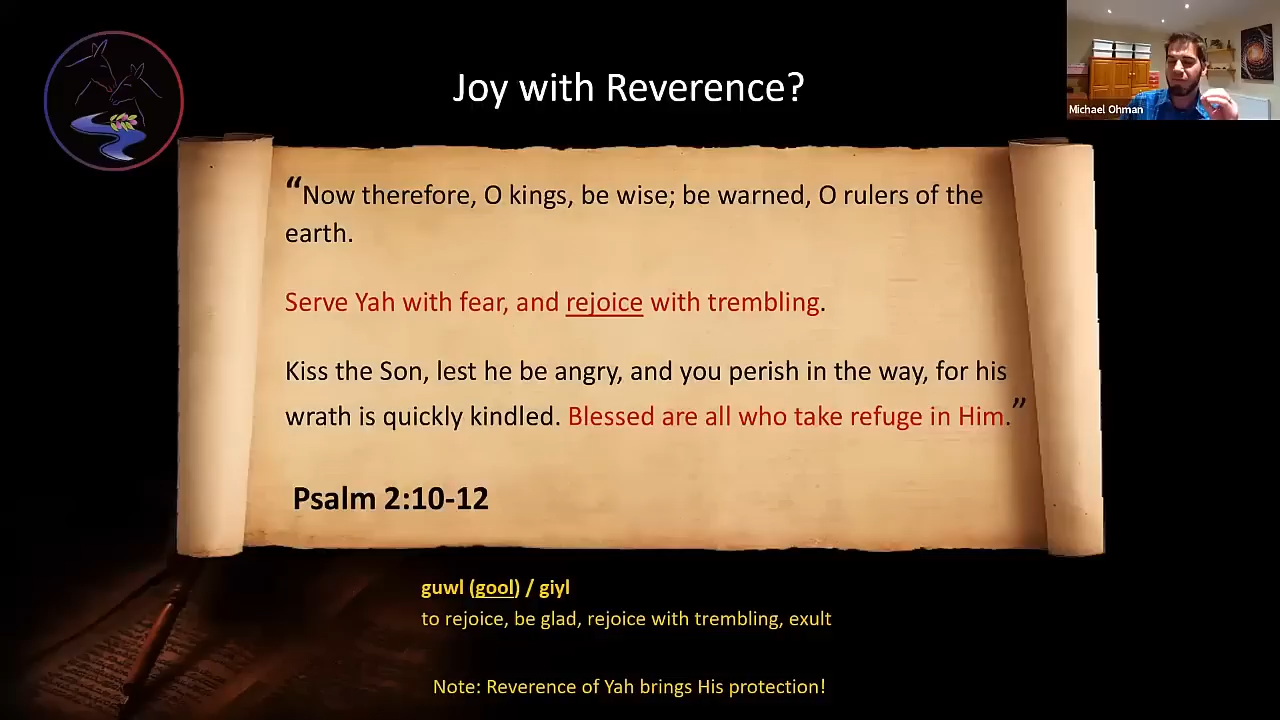 Joy with Reverence?
Michael Ohman
“Now therefore, O kings, be wise; be warned, O rulers of the
earth.
Serve Yah with fear, and rejoice with trembling.
Kiss the Son, lest he be angry, and you perish in the way, for his
wrath is quickly kindled. Blessed are all who take refuge in Him.”
Psalm 2:10-12
guwl (gool) / giyl
to rejoice, be glad, rejoice with trembling, exult
Note: Reverence of Yah brings His protection!